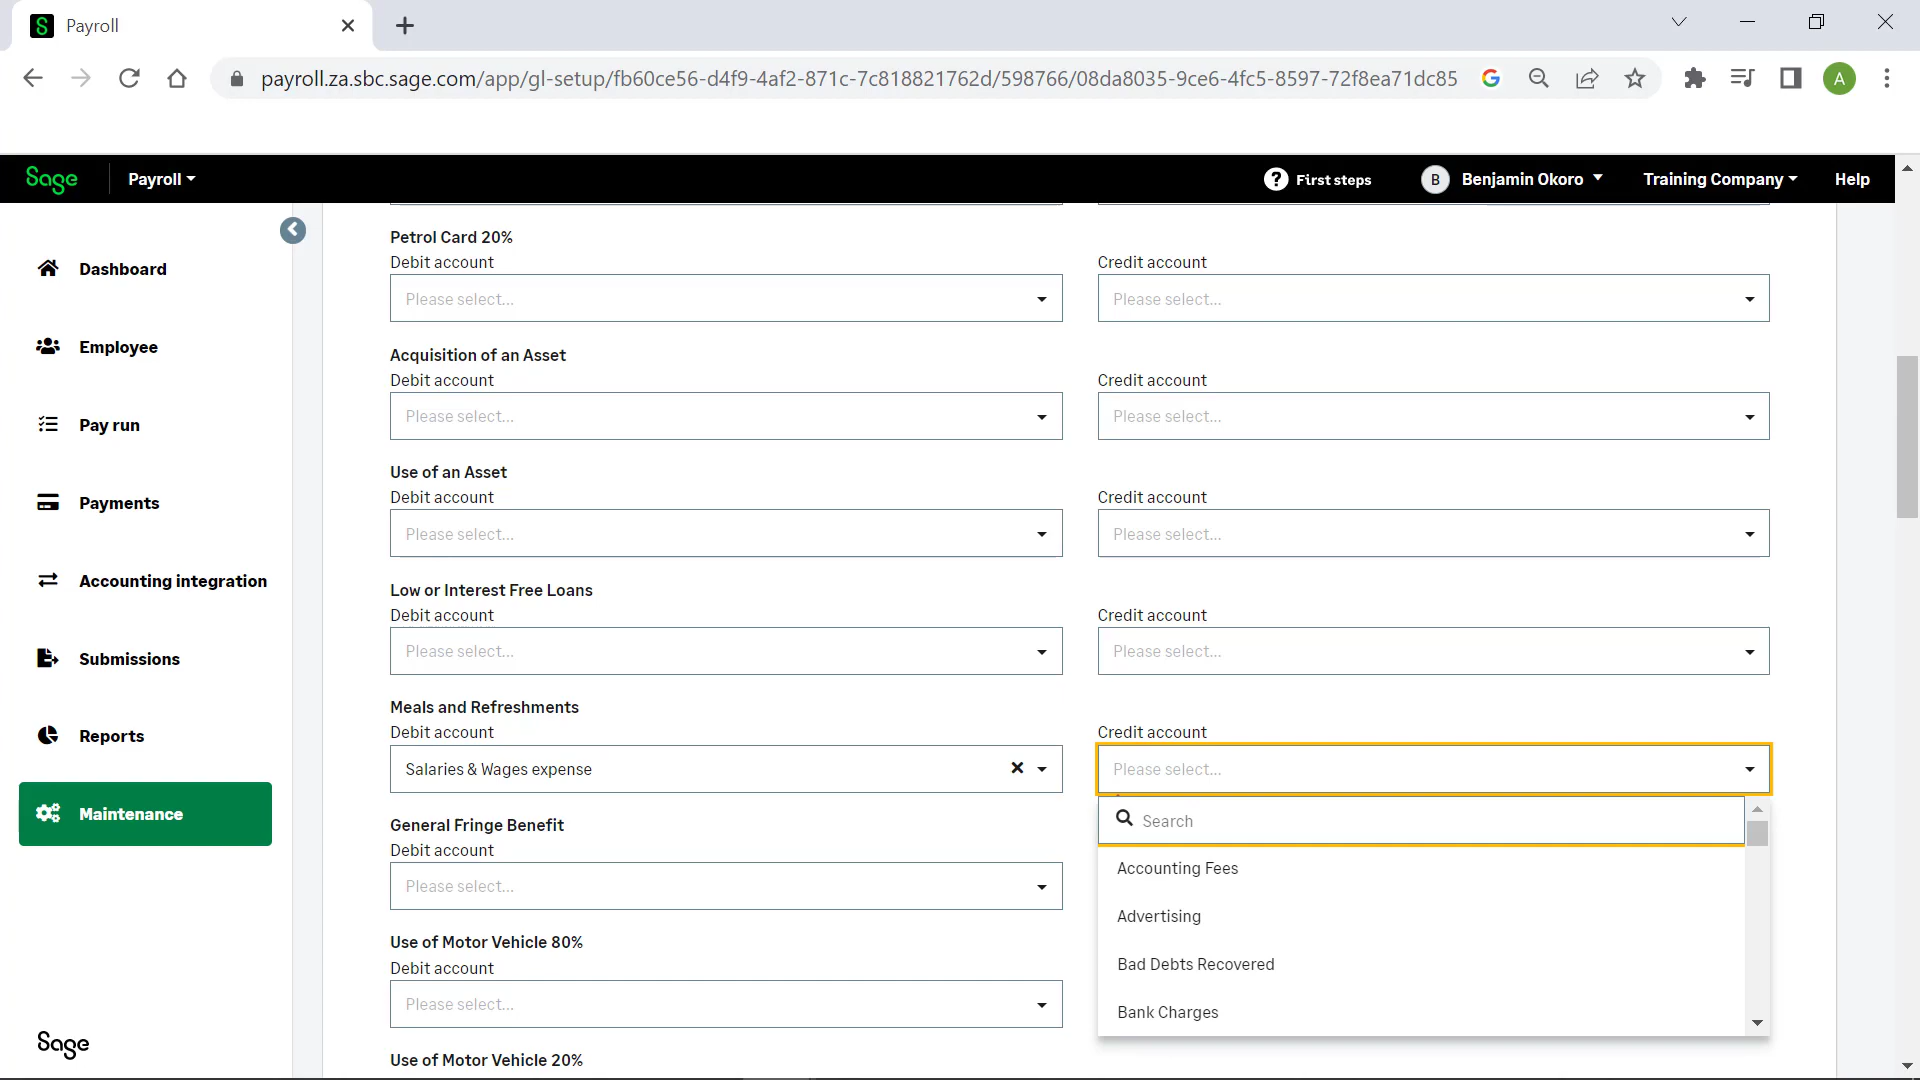 Payroll
payroll.za.sbc.sage.com/app/gl-setup/fb60ce56-d4f9-4af2-871c-7c818821762d/598766/08da8035-9ce6-4fc5-8597-72f8ea71dc85
A
Sage
Payroll
First steps
B
Benjamin Okoro
Training Company
Help
Dashboard
Employee
Pay run
Payments
Accounting integration
Submissions
Reports
Maintenance
Sage
Petrol Card 20%
Debit account
Credit account
Please select...
Please select...
Acquisition of an Asset
Debit account
Credit account
Please select...
Please select...
Use of an Asset
Debit account
Credit account
Please select...
Please select...
Low or Interest Free Loans
Debit account
Credit account
Please select...
Please select...
Meals and Refreshments
Debit account
Credit account
Salaries & Wages expense
Please select...
Search
Accounting Fees
Advertising
Bad Debts Recovered
Bank Charges
General Fringe Benefit
Debit account
Please select...
Use of Motor Vehicle 80%
Debit account
Please select...
Use of Motor Vehicle 20%